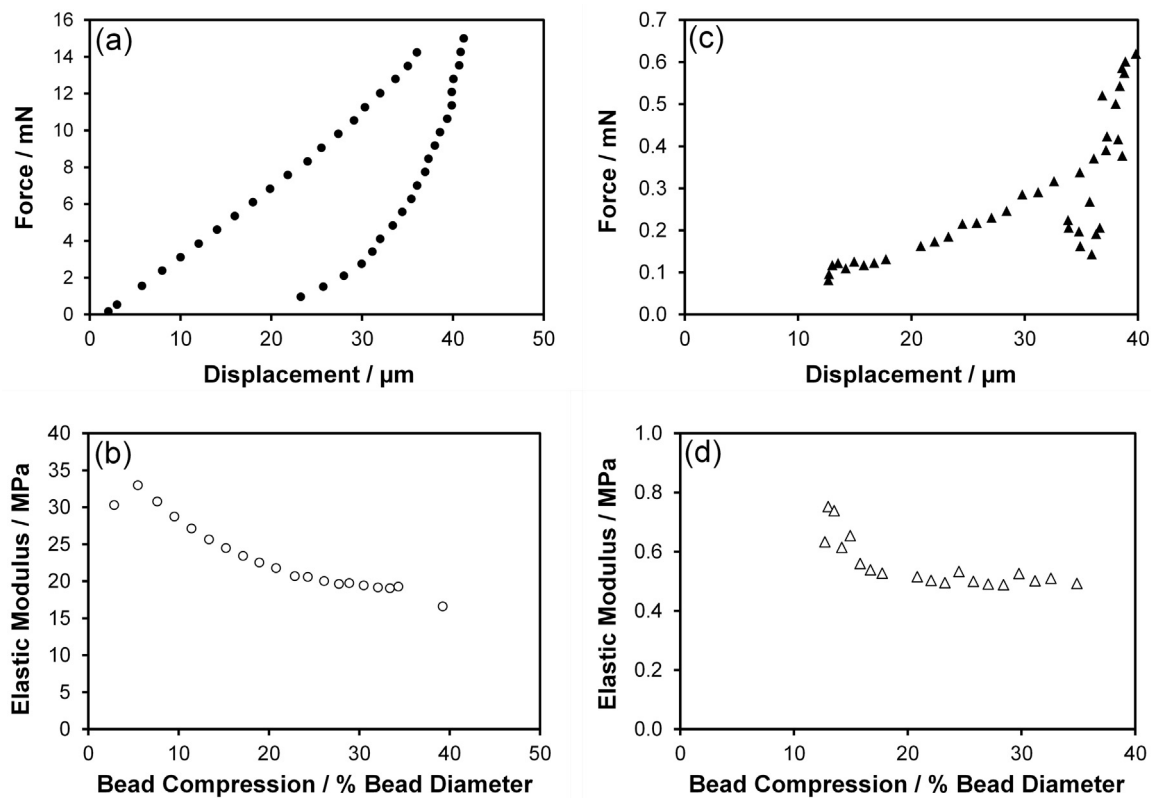 (a)
Force / mN
16
14
12
10
8
6
4
2
0
0 10 20 30 40 50
Displacement / µm
(c)
Force / mN
0.7
0.6
0.5
0.4
0.3
0.2
0.1
0.0
0 10 20 30 40
Displacement / µm
(b)
Elastic Modulus / MPa
40
35
30
25
20
15
10
5
0
0 10 20 30 40 50
Bead Compression / % Bead Diameter
(d)
Elastic Modulus / MPa
1.0
0.8
0.6
0.4
0.2
0.0
0 10 20 30 40
Bead Compression / % Bead Diameter